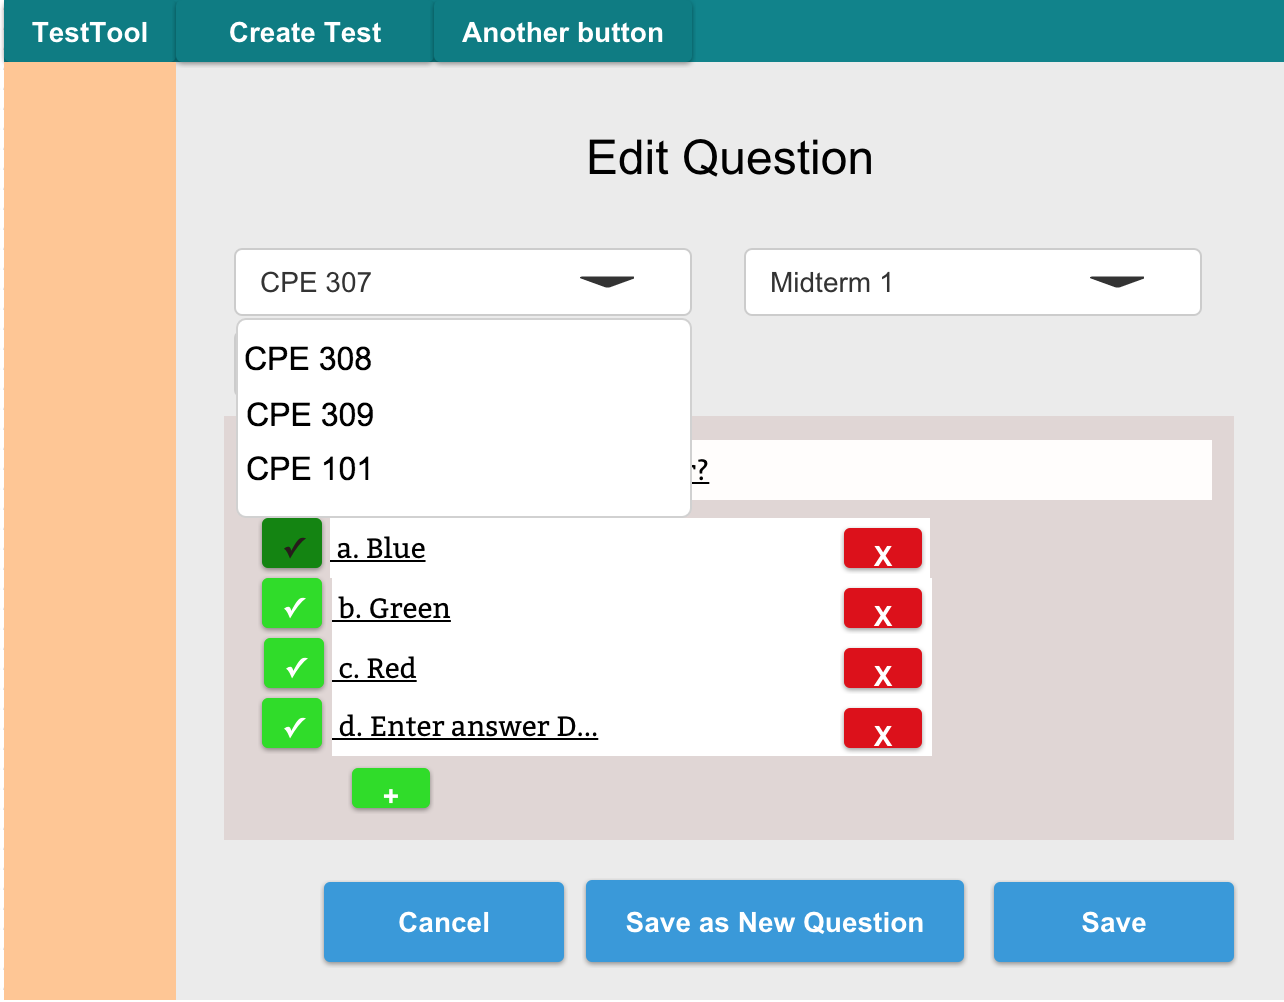 TestTool Create Test Another button
Edit Question
CPE 307 Midterm 1
CPE 308
CPE 309
CPE 101
?
✓ a. Blue X
✓ b. Green X
✓ c. Red X
✓ d. Enter answer D...  X
+
Cancel Save as New Question Save